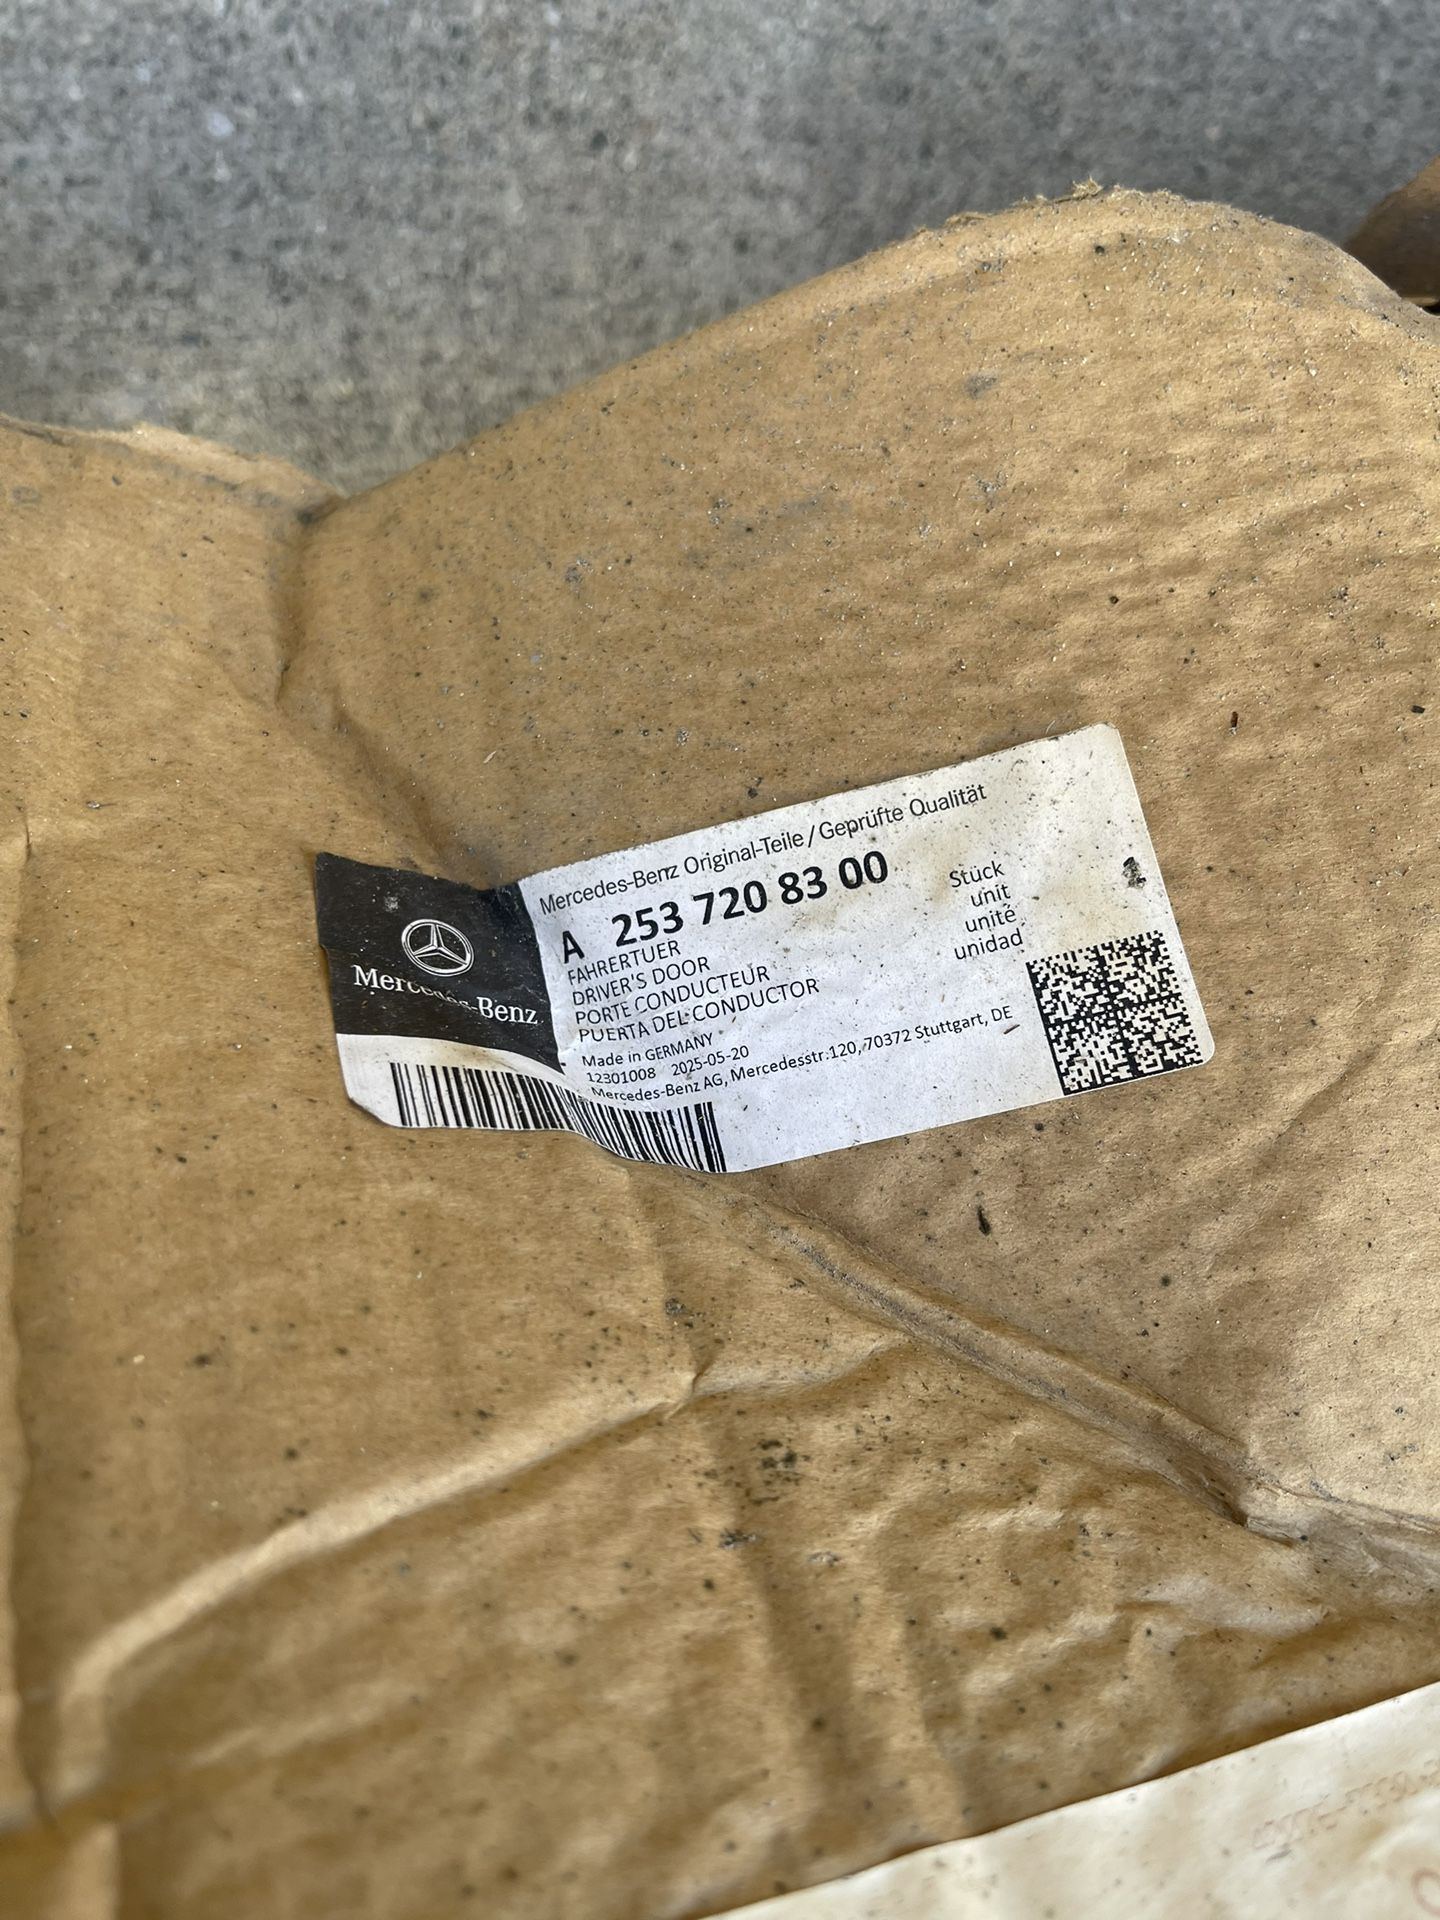 Mercedes-Benz Original-Teile / Geprüfte Qualität
A 253 720 83 00
FAHRERTUER
DRIVER'S DOOR
PORTE CONDUCTEUR
PUERTA DEL CONDUCTOR
Stück
unit
unité
unidad
1
Made in GERMANY
12301008 2025-05-20
Mercedes-Benz AG, Mercedesstr.120, 70372 Stuttgart, DE
Mercedes-Benz